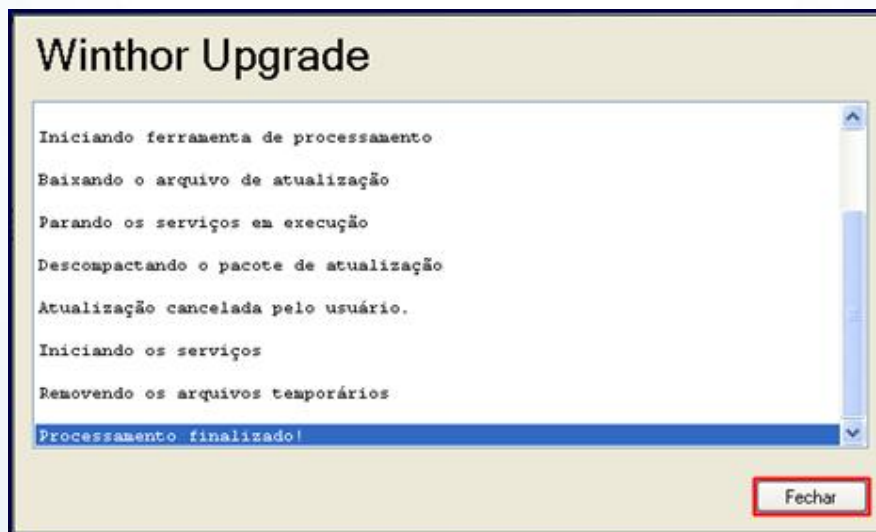 Winthor Upgrade
Iniciando ferramenta de processamento
Baixando o arquivo de atualização
Parando os serviços em execução
Descompactando o pacote de atualização
Atualização cancelada pelo usuário.
Iniciando os serviços
Removendo os arquivos temporários
Processamento finalizado!
Fechar